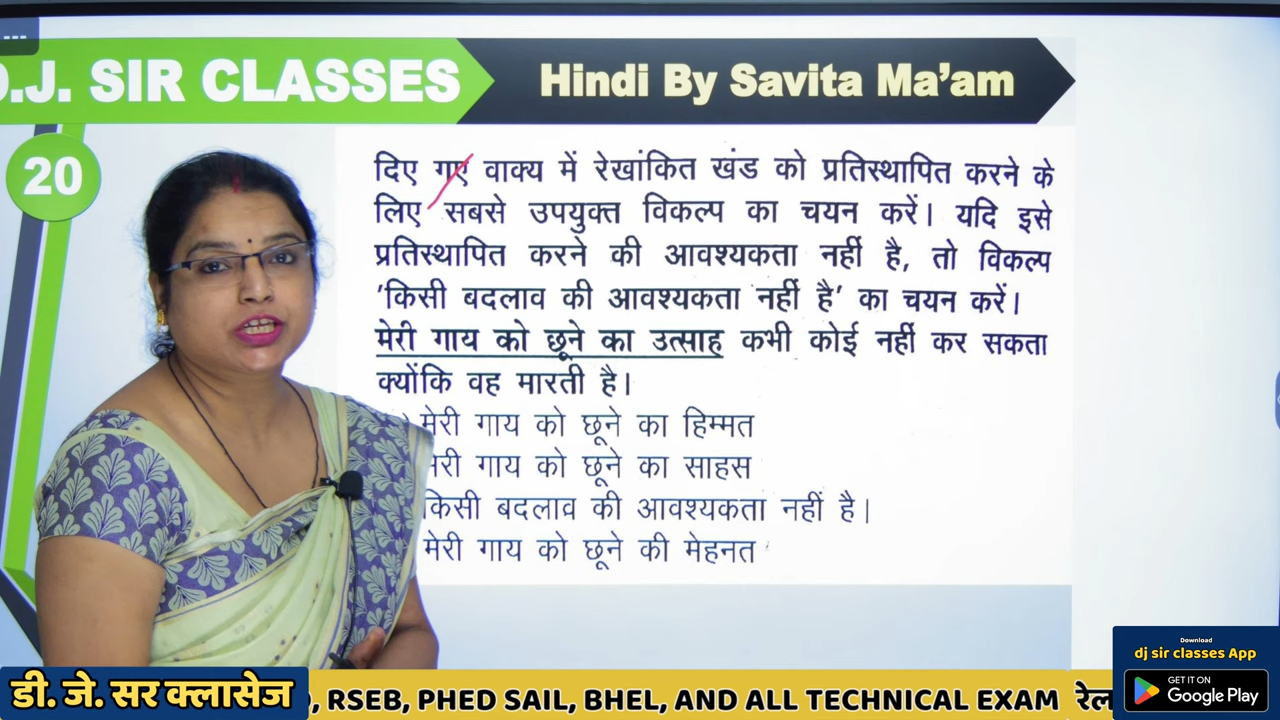 ...
D.J. SIR CLASSES
Hindi By Savita Ma’am
20
दिए गए वाक्य में रेखांकित खंड को प्रतिस्थापित करने के
लिए सबसे उपयुक्त विकल्प का चयन करें। यदि इसे
प्रतिस्थापित करने की आवश्यकता नहीं है, तो विकल्प
'किसी बदलाव की आवश्यकता नहीं है' का चयन करें।
मेरी गाय को छूने का उत्साह कभी कोई नहीं कर सकता
क्योंकि वह मारती है।
मेरी गाय को छूने का हिम्मत
मेरी गाय को छूने का साहस
किसी बदलाव की आवश्यकता नहीं है।
मेरी गाय को छूने की मेहनत
डी. जे. सर क्लासेज
, RSEB, PHED SAIL, BHEL, AND ALL TECHNICAL EXAM रेल
Download
dj sir classes App
GET IT ON
Google Play